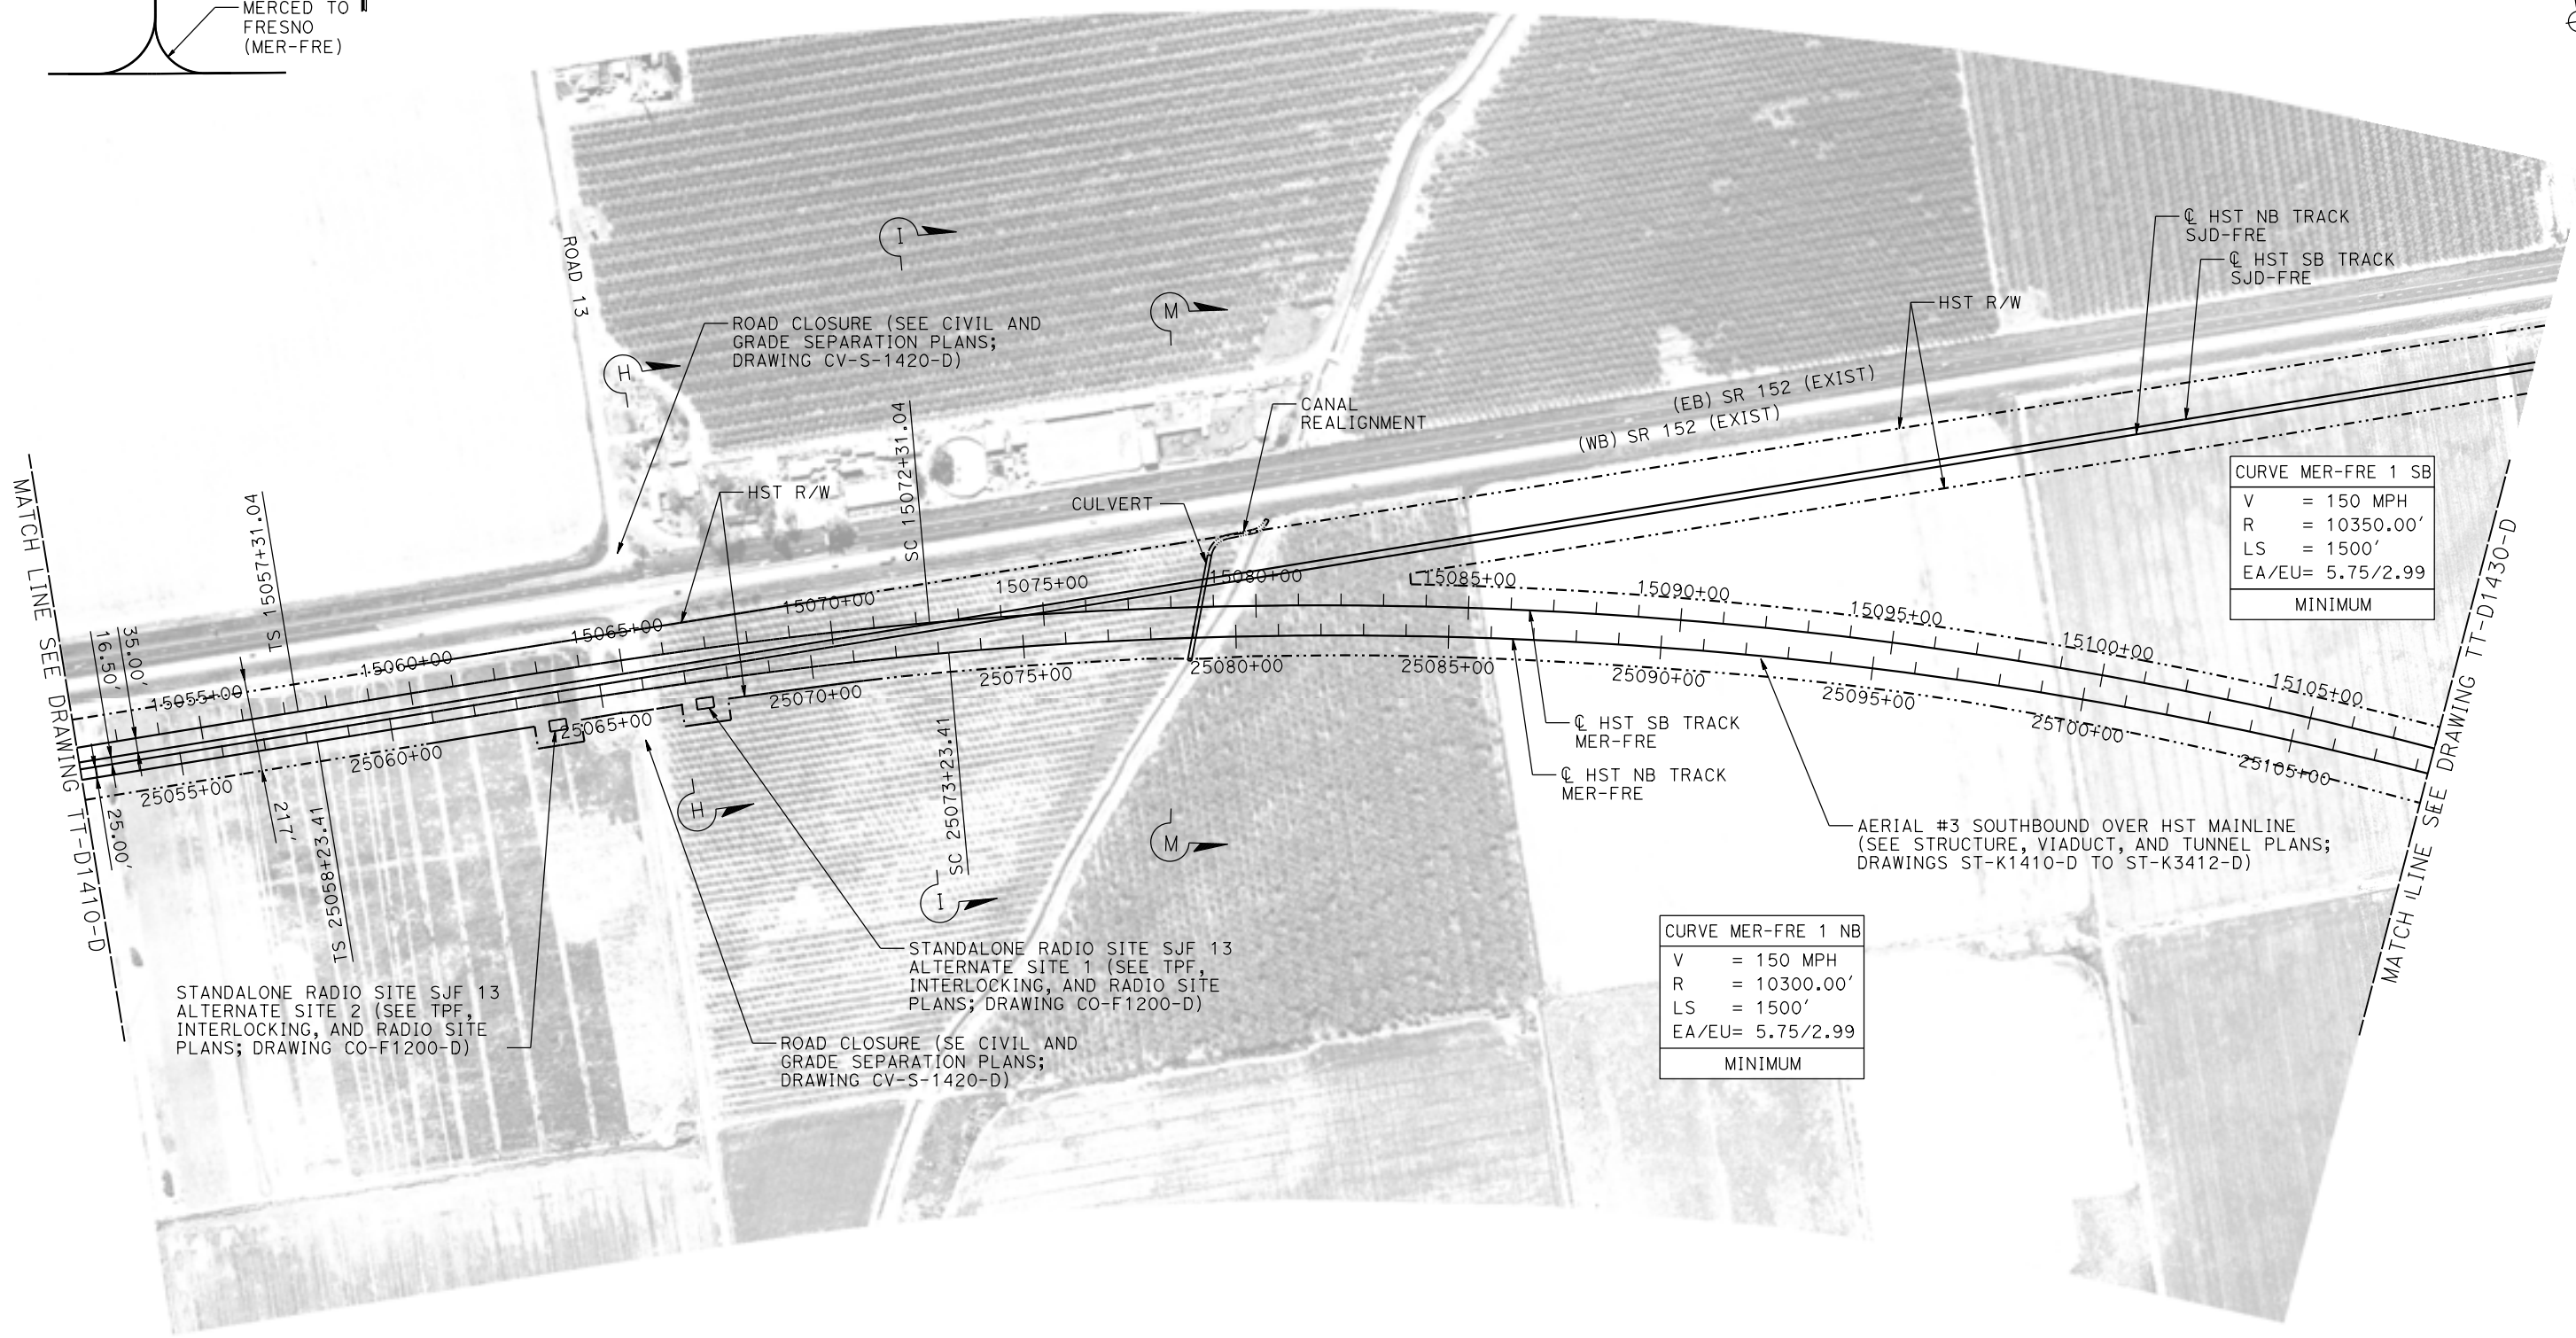 MERCED TO
FRESNO
(MER-FRE)
ROAD 13
I
M
H
ROAD CLOSURE (SEE CIVIL AND
GRADE SEPARATION PLANS;
DRAWING CV-S-1420-D)
℄ HST NB TRACK
SJD-FRE
℄ HST SB TRACK
SJD-FRE
HST R/W
(EB) SR 152 (EXIST)
(WB) SR 152 (EXIST)
CANAL
REALIGNMENT
CULVERT
HST R/W
SC 15072+31.04
TS 15057+31.04
MATCH LINE SEE DRAWING TT-D1410-D
35.00'
16.50'
25.00'
217'
15055+00
15060+00
15065+00
15070+00
15075+00
15080+00
15085+00
15090+00
15095+00
15100+00
15105+00
25055+00
25060+00
25065+00
25070+00
25075+00
25080+00
25085+00
25090+00
25095+00
25100+00
25105+00
TS 25058+23.41
SC 25073+23.41
CURVE MER-FRE 1 SB
V = 150 MPH
R = 10350.00'
LS = 1500'
EA/EU= 5.75/2.99
MINIMUM
MATCH LINE SEE DRAWING TT-D1430-D
℄ HST SB TRACK
MER-FRE
℄ HST NB TRACK
MER-FRE
H
M
I
AERIAL #3 SOUTHBOUND OVER HST MAINLINE
(SEE STRUCTURE, VIADUCT, AND TUNNEL PLANS;
DRAWINGS ST-K1410-D TO ST-K3412-D)
CURVE MER-FRE 1 NB
V = 150 MPH
R = 10300.00'
LS = 1500'
EA/EU= 5.75/2.99
MINIMUM
STANDALONE RADIO SITE SJF 13
ALTERNATE SITE 1 (SEE TPF,
INTERLOCKING, AND RADIO SITE
PLANS; DRAWING CO-F1200-D)
STANDALONE RADIO SITE SJF 13
ALTERNATE SITE 2 (SEE TPF,
INTERLOCKING, AND RADIO SITE
PLANS; DRAWING CO-F1200-D)
ROAD CLOSURE (SE CIVIL AND
GRADE SEPARATION PLANS;
DRAWING CV-S-1420-D)